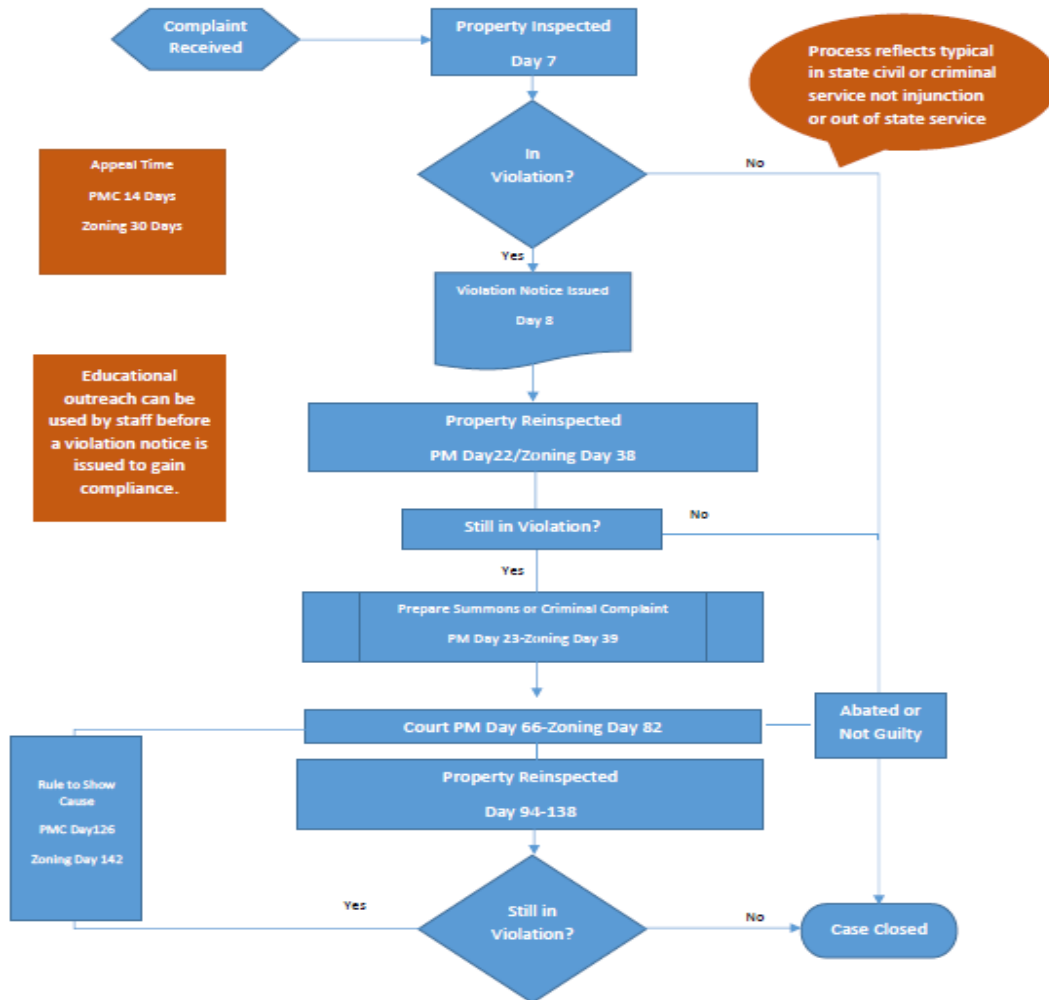 Complaint
Received
Property Inspected
Day 7
Process reflects typical
in state civil or criminal
service not injunction
or out of state service
In
Violation?
No
Appeal Time
PMC 14 Days
Zoning 30 Days
Yes
Violation Notice Issued
Day 8
Educational
outreach can be
used by staff before
a violation notice is
issued to gain
compliance.
Property Reinspected
PM Day22/Zoning Day 38
Still in Violation?
No
Yes
Prepare Summons or Criminal Complaint
PM Day 23-Zoning Day 39
Court PM Day 66-Zoning Day 82
Abated or
Not Guilty
Rule to Show
Cause
PMC Day126
Zoning Day 142
Property Reinspected
Day 94-138
Yes
Still in
Violation?
No
Case Closed